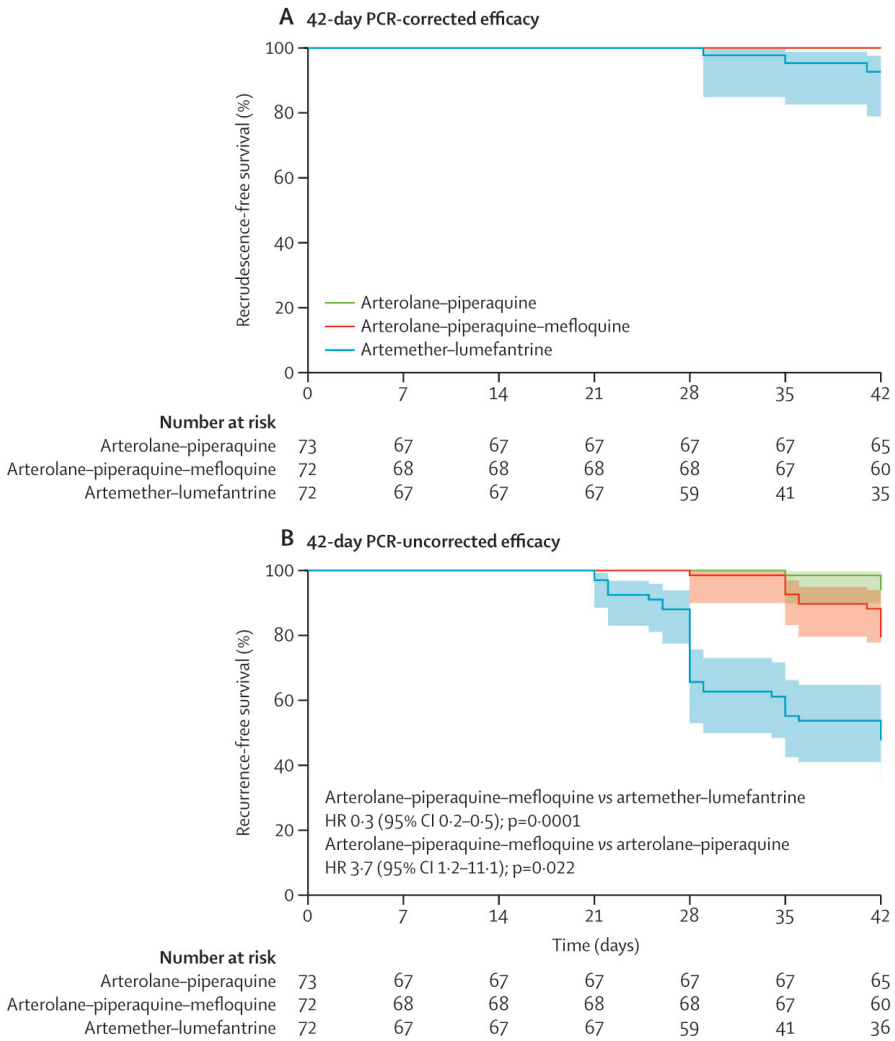 A 42-day PCR-corrected efficacy
Recrudescence-free survival (%)
100
80
60
40
20
0
Arterolane–piperaquine
Arterolane–piperaquine–mefloquine
Artemether–lumefantrine
0 7 14 21 28 35 42
Number at risk
Arterolane–piperaquine 73 67 67 67 67 67 65
Arterolane–piperaquine–mefloquine 72 68 68 68 68 67 60
Artemether–lumefantrine 72 67 67 67 59 41 35
B 42-day PCR-uncorrected efficacy
Recurrence-free survival (%)
100
80
60
40
20
0
Arterolane–piperaquine–mefloquine vs artemether–lumefantrine
HR 0·3 (95% CI 0·2–0·5); p=0·0001
Arterolane–piperaquine–mefloquine vs arterolane–piperaquine
HR 3·7 (95% CI 1·2–11·1); p=0·022
0 7 14 21 28 35 42
Time (days)
Number at risk
Arterolane–piperaquine 73 67 67 67 67 67 65
Arterolane–piperaquine–mefloquine 72 68 68 68 68 67 60
Artemether–lumefantrine 72 67 67 67 59 41 36